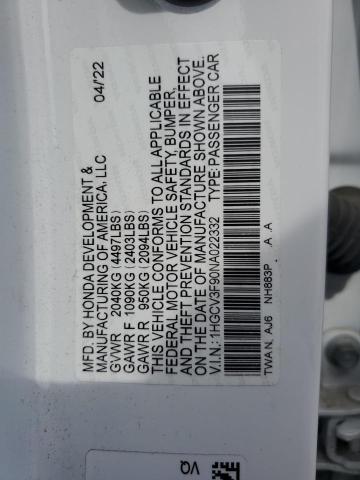 MFD. BY HONDA DEVELOPMENT & 04/22
MANUFACTURING OF AMERICA, LLC
GVWR 2040KG (4497LBS)
GAWR F 1090KG (2403LBS)
GAWR R 950KG (2094LBS)
THIS VEHICLE CONFORMS TO ALL APPLICABLE
FEDERAL MOTOR VEHICLE SAFETY, BUMPER,
AND THEFT PREVENTION STANDARDS IN EFFECT
ON THE DATE OF MANUFACTURE SHOWN ABOVE.
V.I.N.: 1HGCV3F90NA022332 TYPE: PASSENGER CAR
TWA N AJ6 NH883P A A
VQ